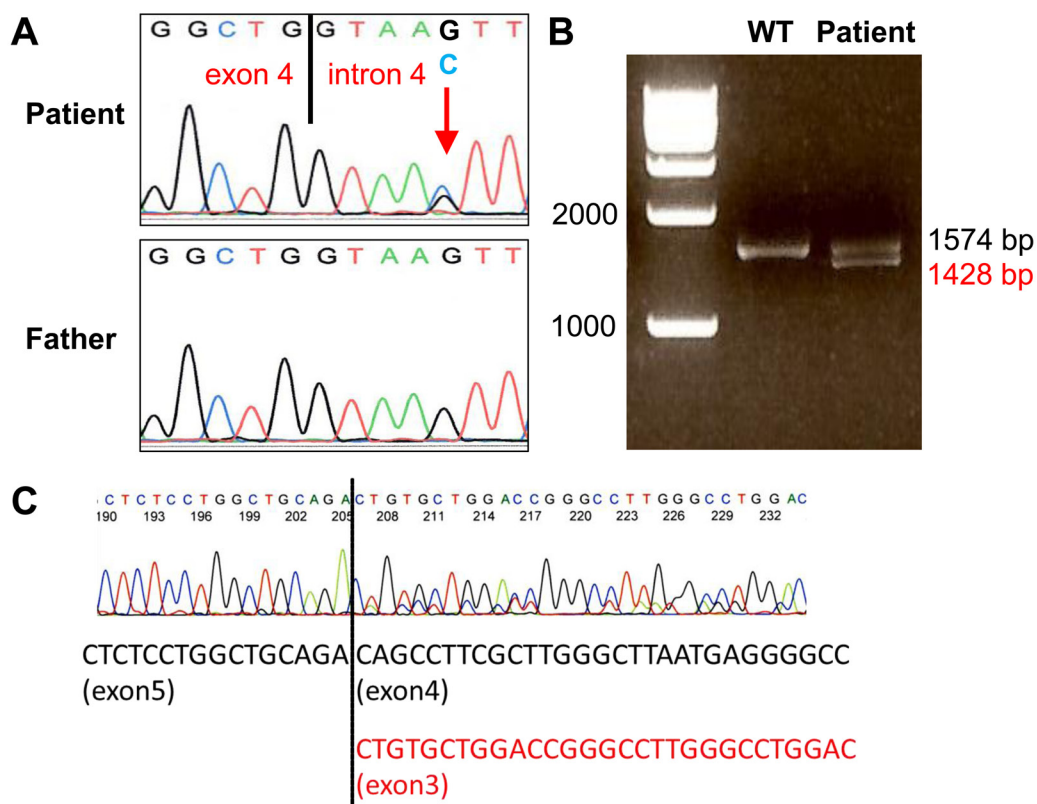 A
G G C T G G T A A G T T
C
exon 4 intron 4
Patient
G G C T G G T A A G T T
Father
B
WT Patient
2000
1000
1574 bp
1428 bp
C
C T C T C C T G G C T G C A G A C T G T G C T G G A C C G G G C C T T G G G C C T G G A C
190 193 196 199 202 205 208 211 214 217 220 223 226 229 232
CTCTCCTGGCTGCAGA CAGCCTTCGCTTGGGCTTAATGAGGGGCC
(exon5) (exon4)
CTGTGCTGGACCGGGCCTTGGGCCTGGAC
(exon3)